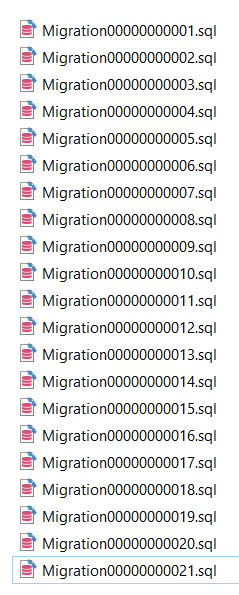 Migration00000000001.sql
Migration00000000002.sql
Migration00000000003.sql
Migration00000000004.sql
Migration00000000005.sql
Migration00000000006.sql
Migration00000000007.sql
Migration00000000008.sql
Migration00000000009.sql
Migration00000000010.sql
Migration00000000011.sql
Migration00000000012.sql
Migration00000000013.sql
Migration00000000014.sql
Migration00000000015.sql
Migration00000000016.sql
Migration00000000017.sql
Migration00000000018.sql
Migration00000000019.sql
Migration00000000020.sql
Migration00000000021.sql